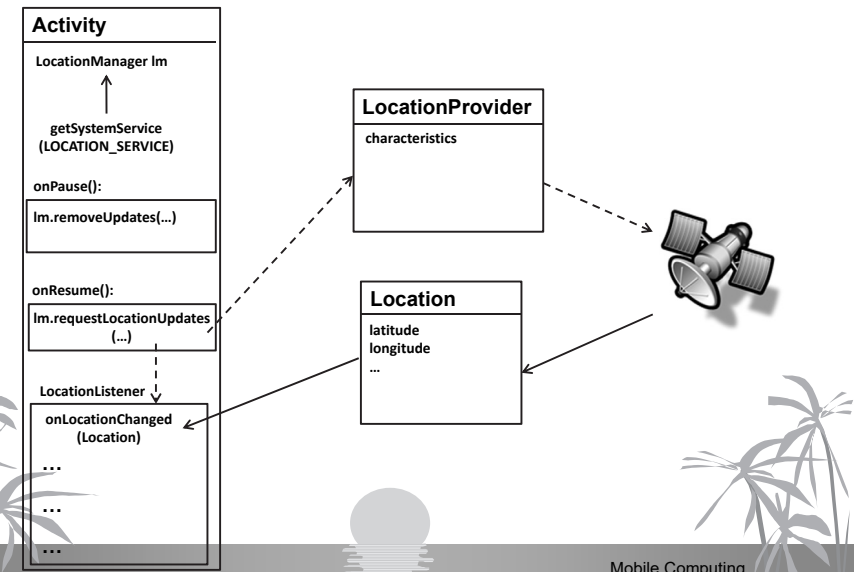 Activity
LocationManager lm
getSystemService
(LOCATION_SERVICE)
onPause():
lm.removeUpdates(...)
onResume():
lm.requestLocationUpdates
(...)
LocationListener
onLocationChanged
(Location)
...
...
...
LocationProvider
characteristics
Location
latitude
longitude
...
Mobile Computing